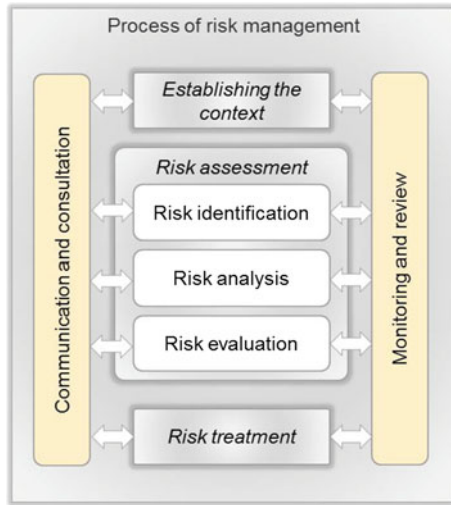 Process of risk management
Communication and consultation
Establishing the
context
Risk assessment
Risk identification
Risk analysis
Risk evaluation
Risk treatment
Monitoring and review